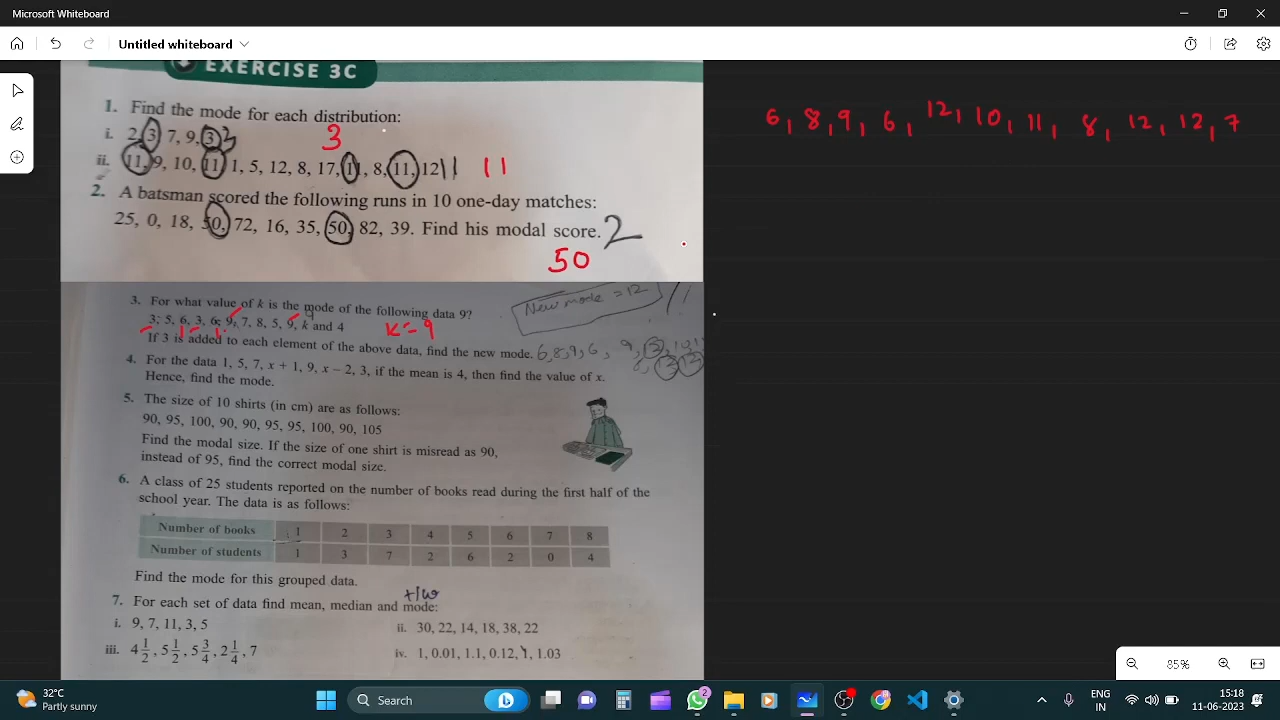 Microsoft Whiteboard
Untitled whiteboard
EXERCISE 3C
1. Find the mode for each distribution:
i. 2, 3, 7, 9, 3
3
ii. 11, 9, 10, 11, 1, 5, 12, 8, 17, 11, 8, 11, 12 11
2. A batsman scored the following runs in 10 one-day matches:
25, 0, 18, 50, 72, 16, 35, 50, 82, 39. Find his modal score. 2
50
6, 8, 9, 6, 12, 10, 11, 8, 12, 12, 7
3. For what value of k is the mode of the following data 9?
New mode = 12
3, 5, 6, 3, 6, 9, 7, 8, 5, 9, k and 4
9
k = 9
If 3 is added to each element of the above data, find the new mode. 6, 8, 9, 6, 9,
4. For the data 1, 5, 7, x + 1, 9, x − 2, 3, if the mean is 4, then find the value of x.
Hence, find the mode.
5. The size of 10 shirts (in cm) are as follows:
90, 95, 100, 90, 90, 95, 95, 100, 90, 105
Find the modal size. If the size of one shirt is misread as 90,
instead of 95, find the correct modal size.
6. A class of 25 students reported on the number of books read during the first half of the
school year. The data is as follows:
Number of books 1 2 3 4 5 6 7 8
Number of students 1 3 7 2 6 2 0 4
Find the mode for this grouped data.
7. For each set of data find mean, median and mode:
i. 9, 7, 11, 3, 5
ii. 30, 22, 14, 18, 38, 22
iii. 4 1/2, 5 1/2, 5 3/4, 2 1/4, 7
iv. 1, 0.01, 1.1, 0.12, 1, 1.03
85%
32°C
Partly sunny
Search
2
ENG
IN
15:18
11-06-2023